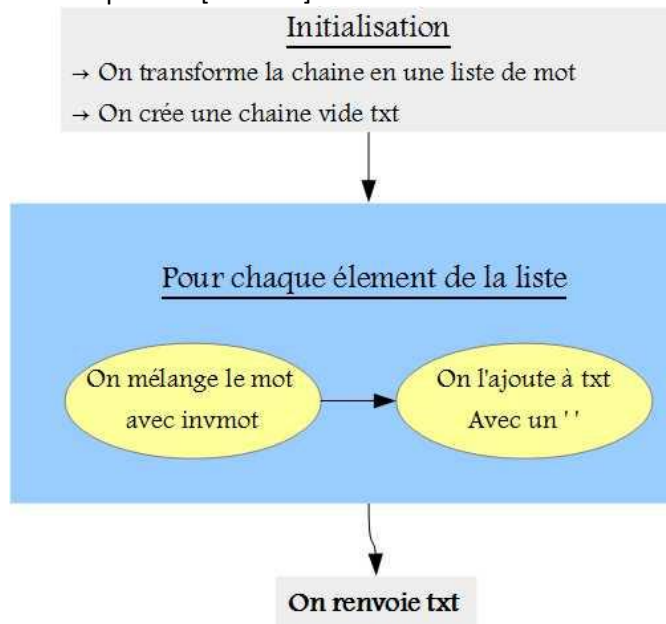 Initialisation
→ On transforme la chaine en une liste de mot
→ On crée une chaine vide txt
Pour chaque élement de la liste
On mélange le mot
avec invmot
On l'ajoute à txt
Avec un ' '
On renvoie txt